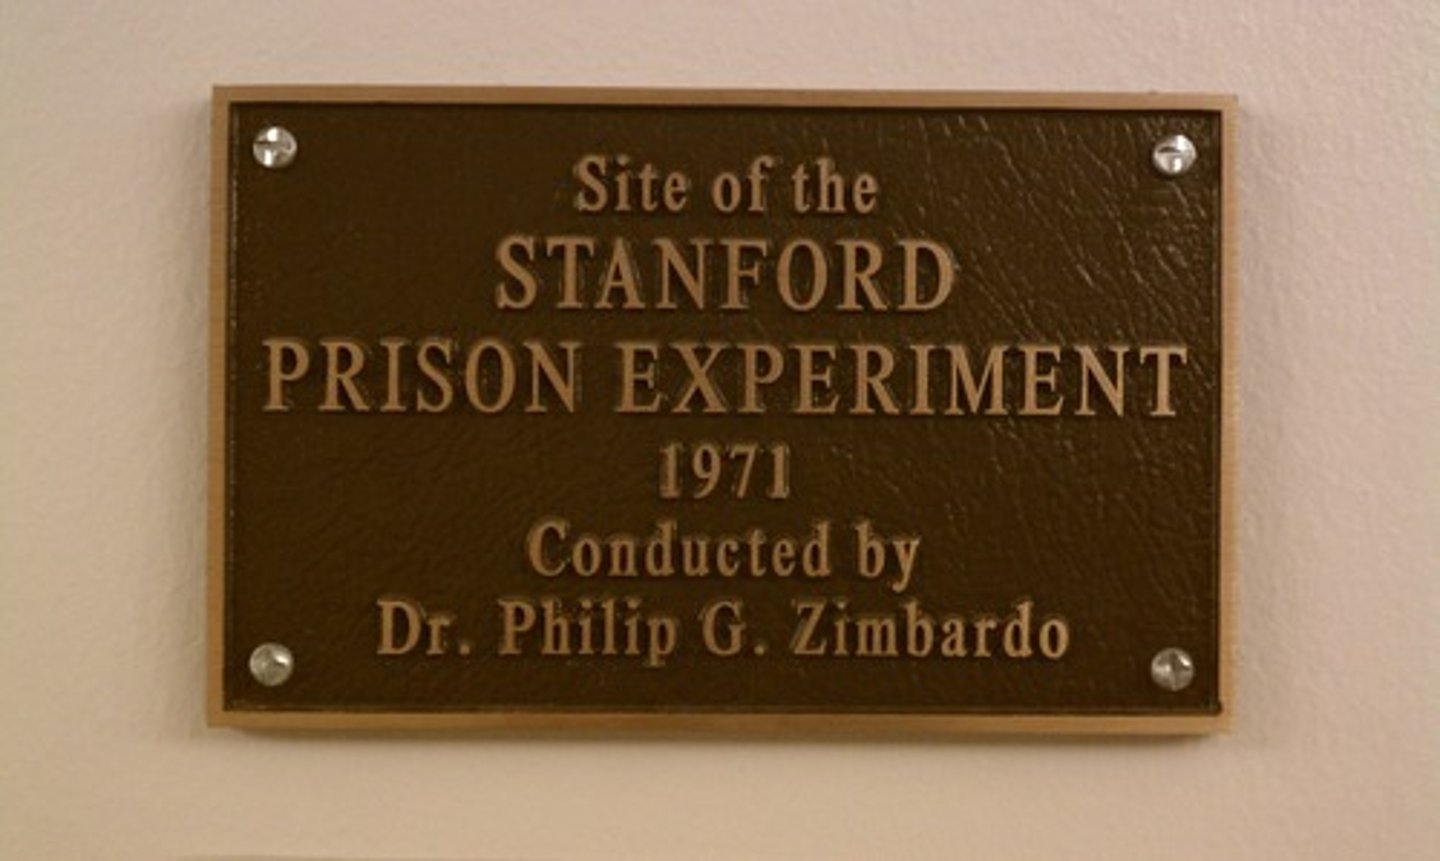 Site of the
STANFORD
PRISON EXPERIMENT
1971
Conducted by
Dr. Philip G. Zimbardo